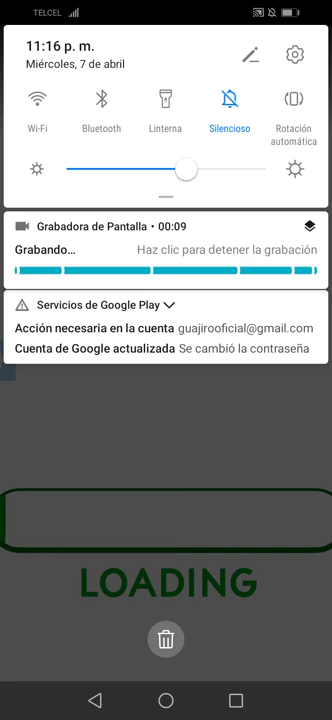 TELCEL
11:16 p. m.
Miércoles, 7 de abril
Wi-Fi
Bluetooth
Linterna
Silencioso
Rotación
automática
Grabadora de Pantalla • 00:09
Grabando... Haz clic para detener la grabación
Servicios de Google Play
Acción necesaria en la cuenta guajirooficial@gmail.com
Cuenta de Google actualizada Se cambió la contraseña
LOADING